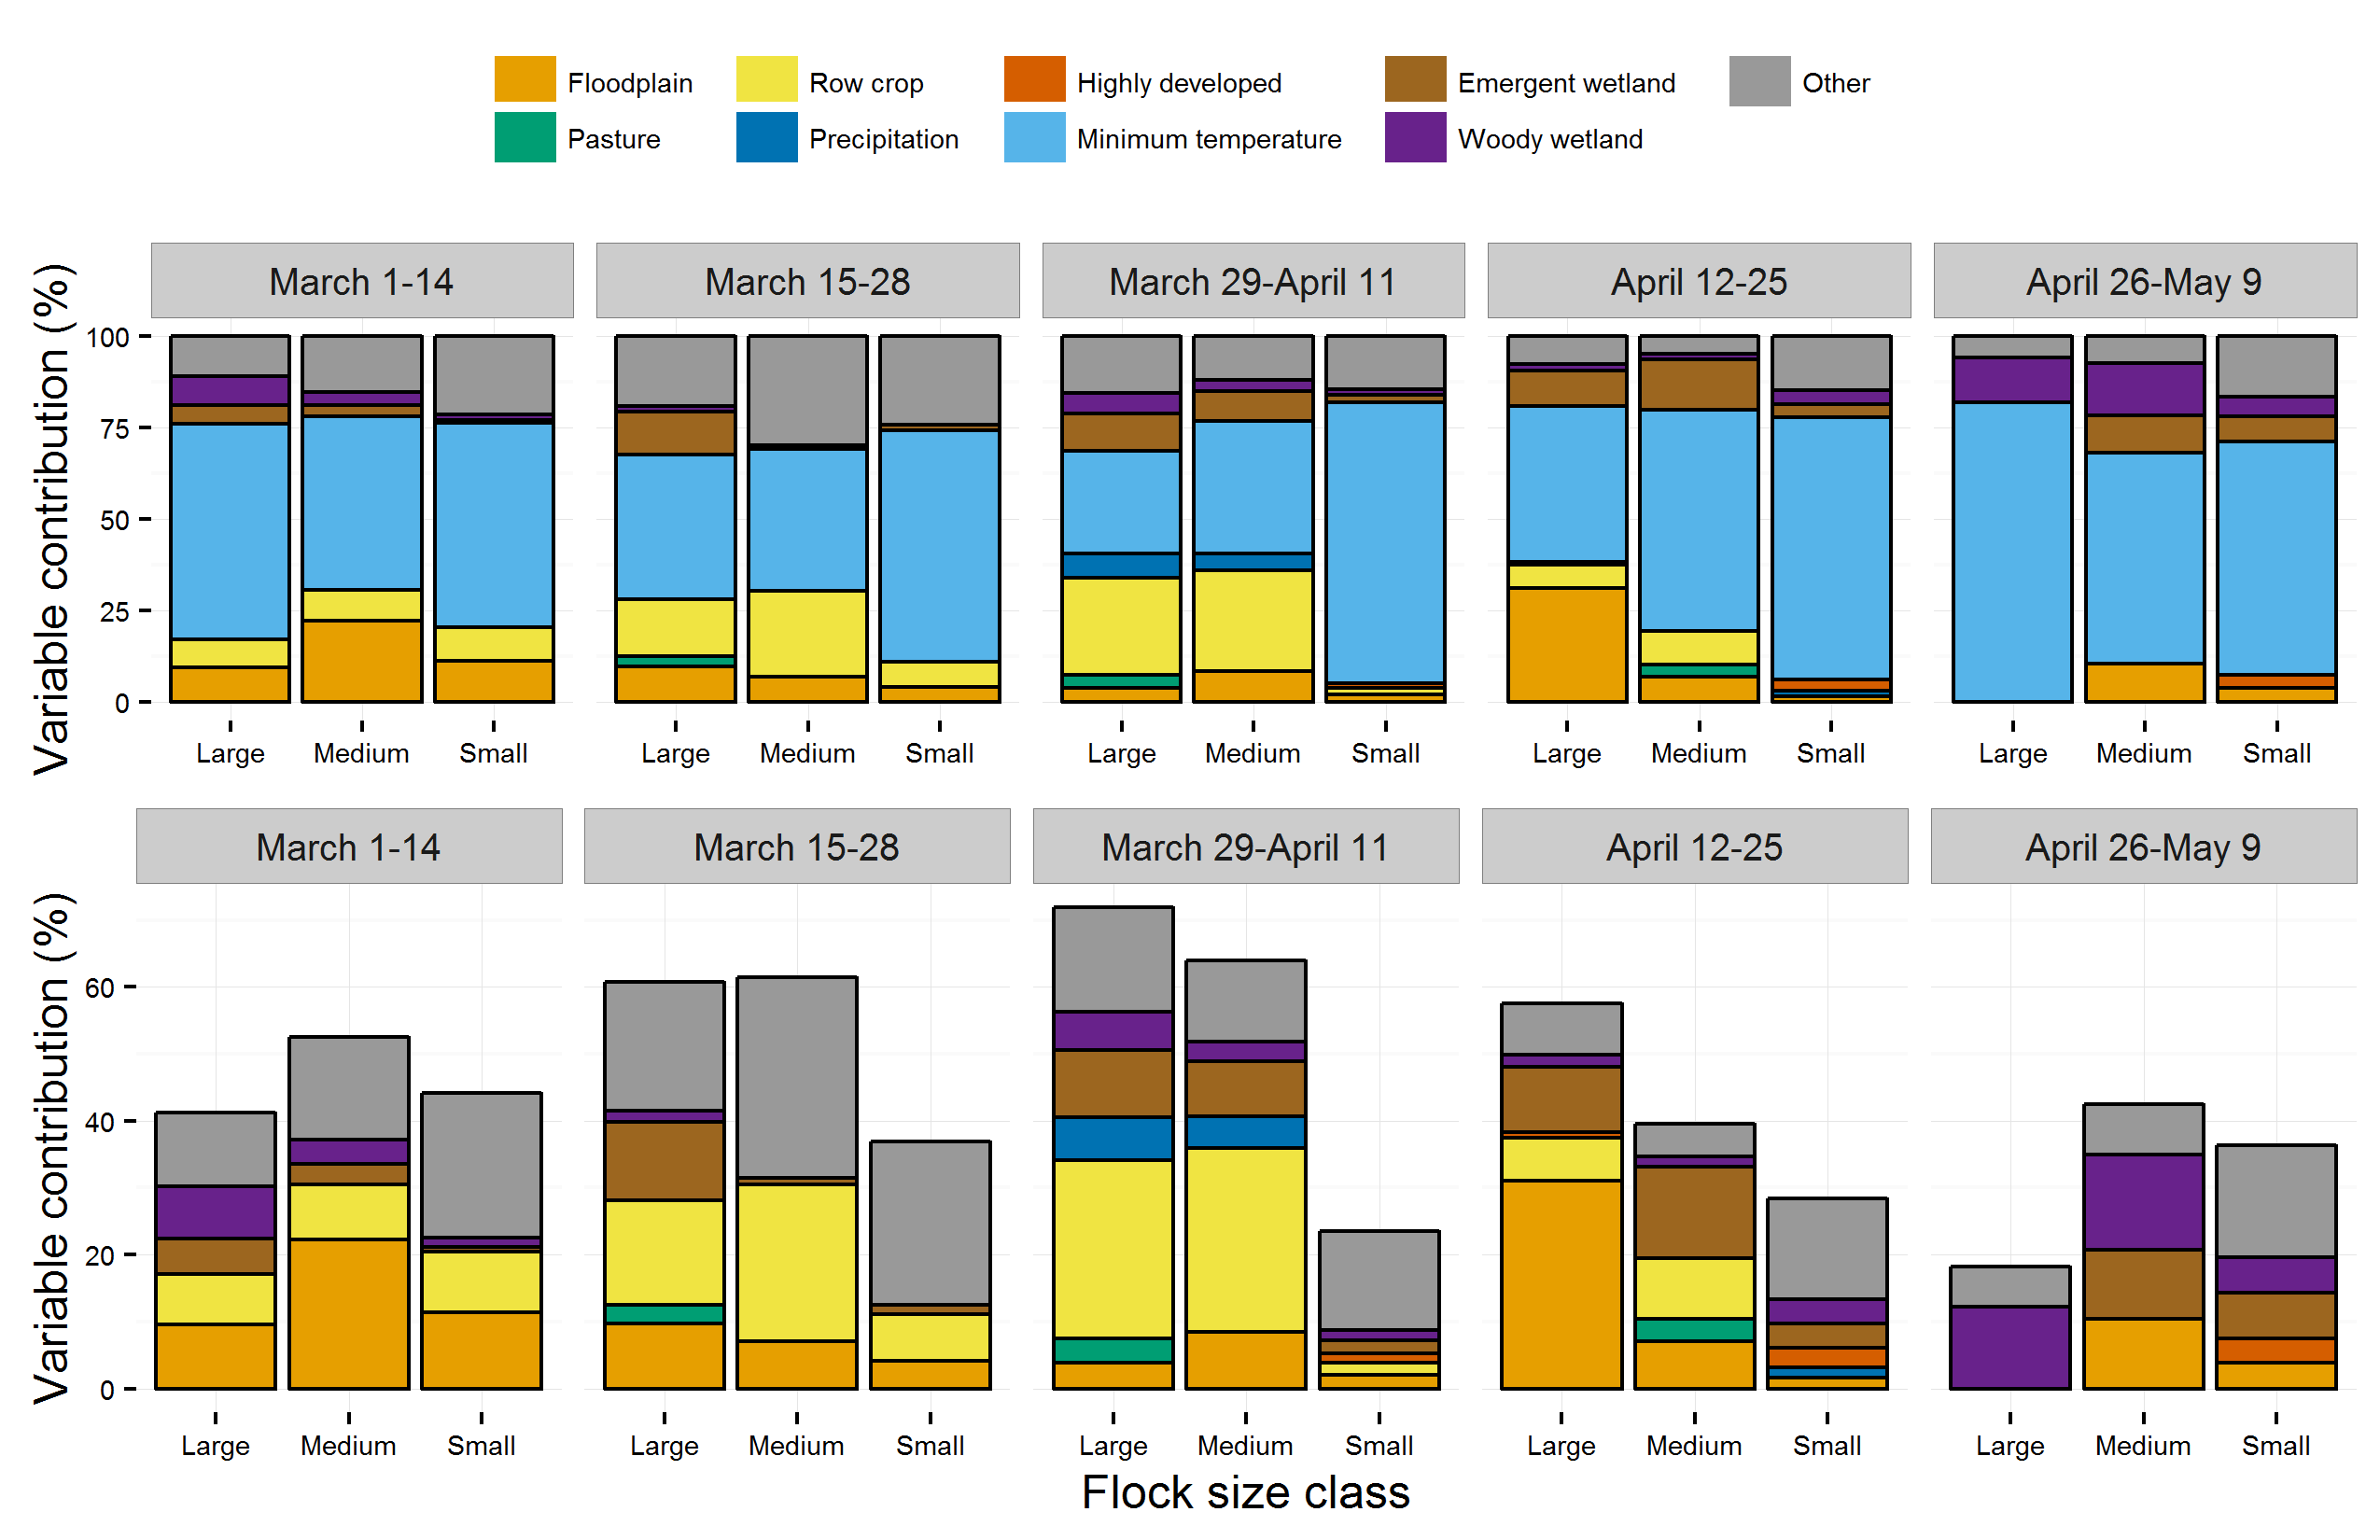 Floodplain Row crop Highly developed Emergent wetland Other
Pasture Precipitation Minimum temperature Woody wetland
Variable contribution (%)
March 1-14 March 15-28 March 29-April 11 April 12-25 April 26-May 9
100
75
50
25
0
Large Medium Small Large Medium Small Large Medium Small Large Medium Small Large Medium Small
Variable contribution (%)
March 1-14 March 15-28 March 29-April 11 April 12-25 April 26-May 9
60
40
20
0
Large Medium Small Large Medium Small Large Medium Small Large Medium Small Large Medium Small
Flock size class